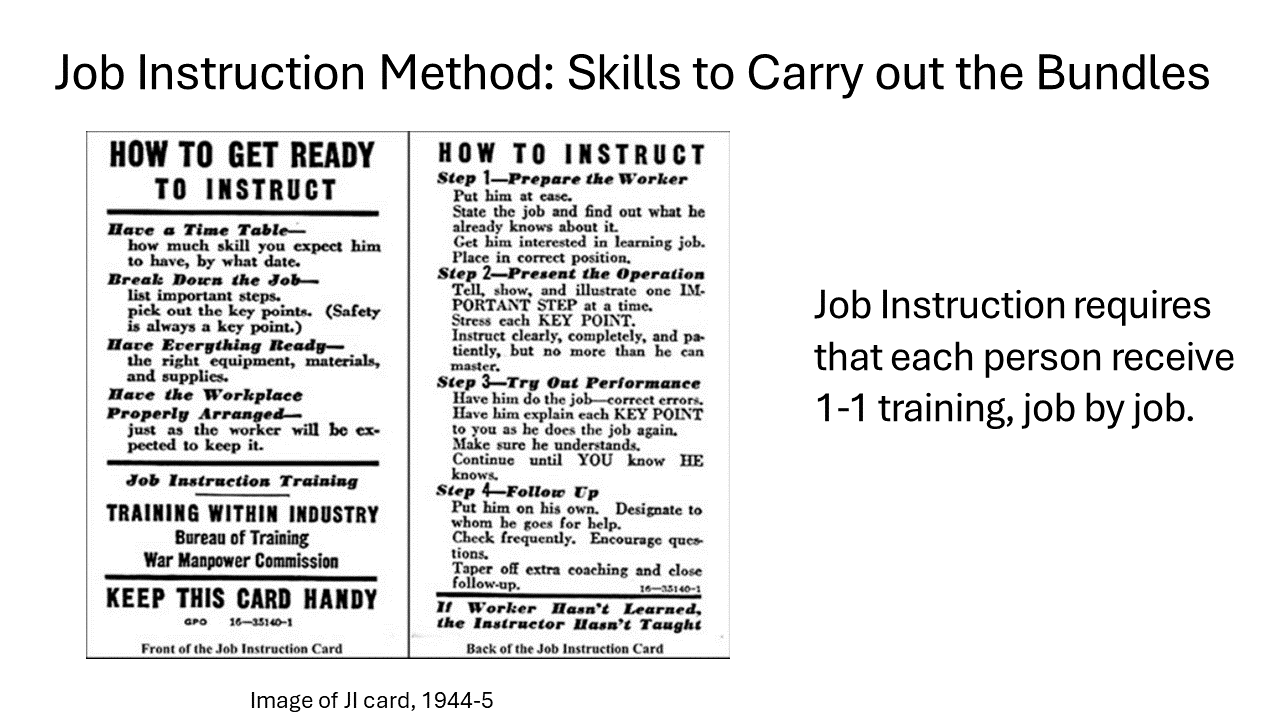 Job Instruction Method: Skills to Carry out the Bundles
HOW TO GET READY
TO INSTRUCT
Have a Time Table—
how much skill you expect him
to have, by what date.
Break Down the Job—
list important steps.
pick out the key points. (Safety
is always a key point.)
Have Everything Ready—
the right equipment, materials,
and supplies.
Have the Workplace
Properly Arranged—
just as the worker will be ex-
pected to keep it.
Job Instruction Training
TRAINING WITHIN INDUSTRY
Bureau of Training
War Manpower Commission
KEEP THIS CARD HANDY
GPO 16—35140-1
Front of the Job Instruction Card
HOW TO INSTRUCT
Step 1—Prepare the Worker
Put him at ease.
State the job and find out what he
already knows about it.
Get him interested in learning job.
Place in correct position.
Step 2—Present the Operation
Tell, show, and illustrate one IM-
PORTANT STEP at a time.
Stress each KEY POINT.
Instruct clearly, completely, and pa-
tiently, but no more than he can
master.
Step 3—Try Out Performance
Have him do the job—correct errors.
Have him explain each KEY POINT
to you as he does the job again.
Make sure he understands.
Continue until YOU know HE
knows.
Step 4—Follow Up
Put him on his own. Designate to
whom he goes for help.
Check frequently. Encourage ques-
tions.
Taper off extra coaching and close
follow-up. 16—35140-1
If Worker Hasn't Learned,
the Instructor Hasn't Taught
Back of the Job Instruction Card
Job Instruction requires
that each person receive
1-1 training, job by job.
Image of JI card, 1944-5